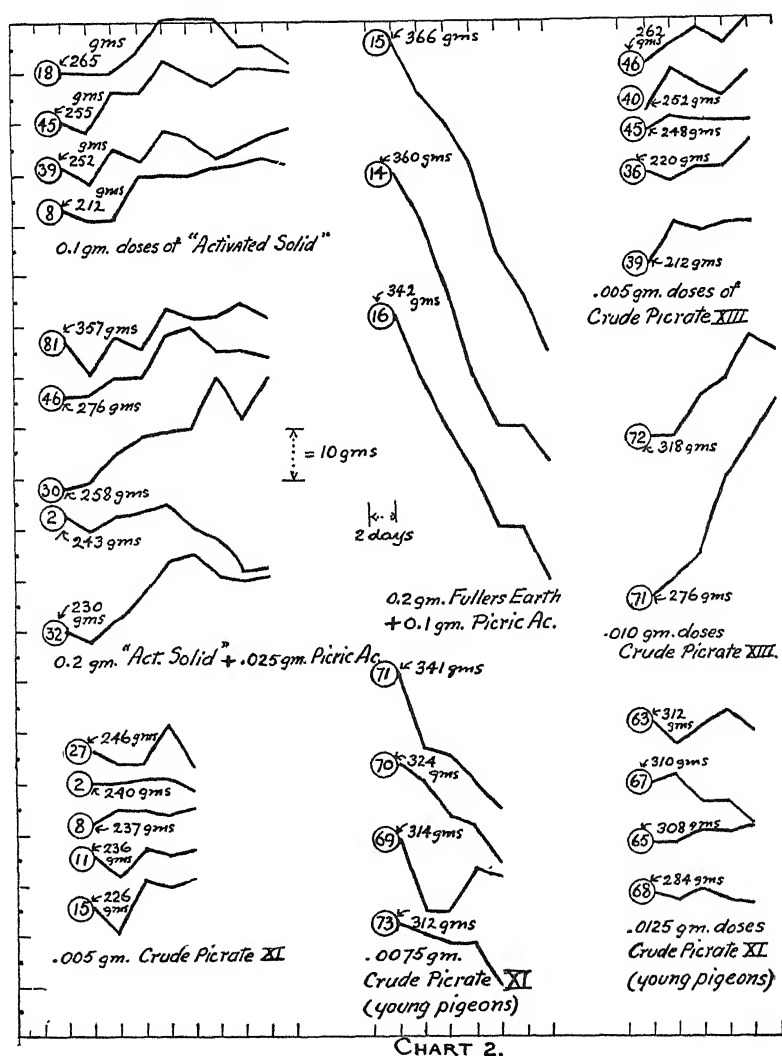 gms
18 265
gms
45 255
gms
39 252
gms
8 212
0.1 gm. doses of "Activated Solid"
81 357 gms
46 276 gms
30 258 gms
2 243 gms
230
gms
32
0.2 gm. "Act. Solid" + .025 gm. Picric Ac.
27 246 gms
2 240 gms
8 237 gms
11 236
gms
15 226
gms
.005 gm. Crude Picrate XI
15 366 gms
14 360 gms
16 342
gms
= 10 gms
2 days
0.2 gm. Fullers Earth
+ 0.1 gm. Picric Ac.
71 341 gms
70 324
gms
69 314 gms
73 312 gms
.0075 gm.
Crude Picrate XI
(young pigeons)
262
gms
46
40 252 gms
45 248 gms
36 220 gms
39 212 gms
.005 gm. doses of
Crude Picrate XIII
72 318 gms
71 276 gms
.010 gm. doses
Crude Picrate XIII.
63 312 gms
310 gms
67
65 308 gms
68 284 gms
.0125 gm. doses
Crude Picrate XI
(young pigeons)
CHART 2.